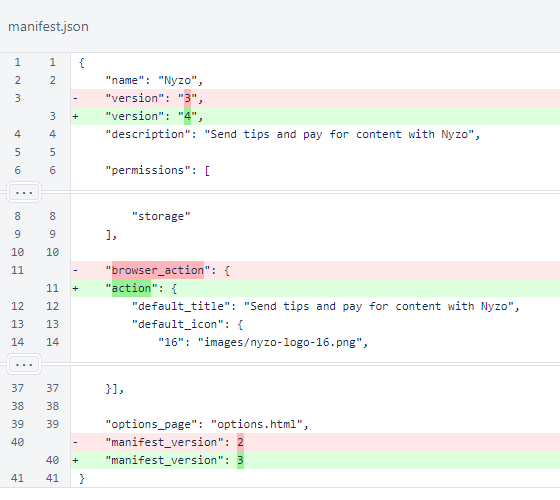 manifest.json
1 1 {
2 2 "name": "Nyzo",
3 - "version": "3",
3 + "version": "4",
4 4 "description": "Send tips and pay for content with Nyzo",
5 5
6 6 "permissions": [
...
8 8 "storage"
9 9 ],
10 10
11 - "browser_action": {
11 + "action": {
12 12 "default_title": "Send tips and pay for content with Nyzo",
13 13 "default_icon": {
14 14 "16": "images/nyzo-logo-16.png",
...
37 37 }],
38 38
39 39 "options_page": "options.html",
40 - "manifest_version": 2
40 + "manifest_version": 3
41 41 }